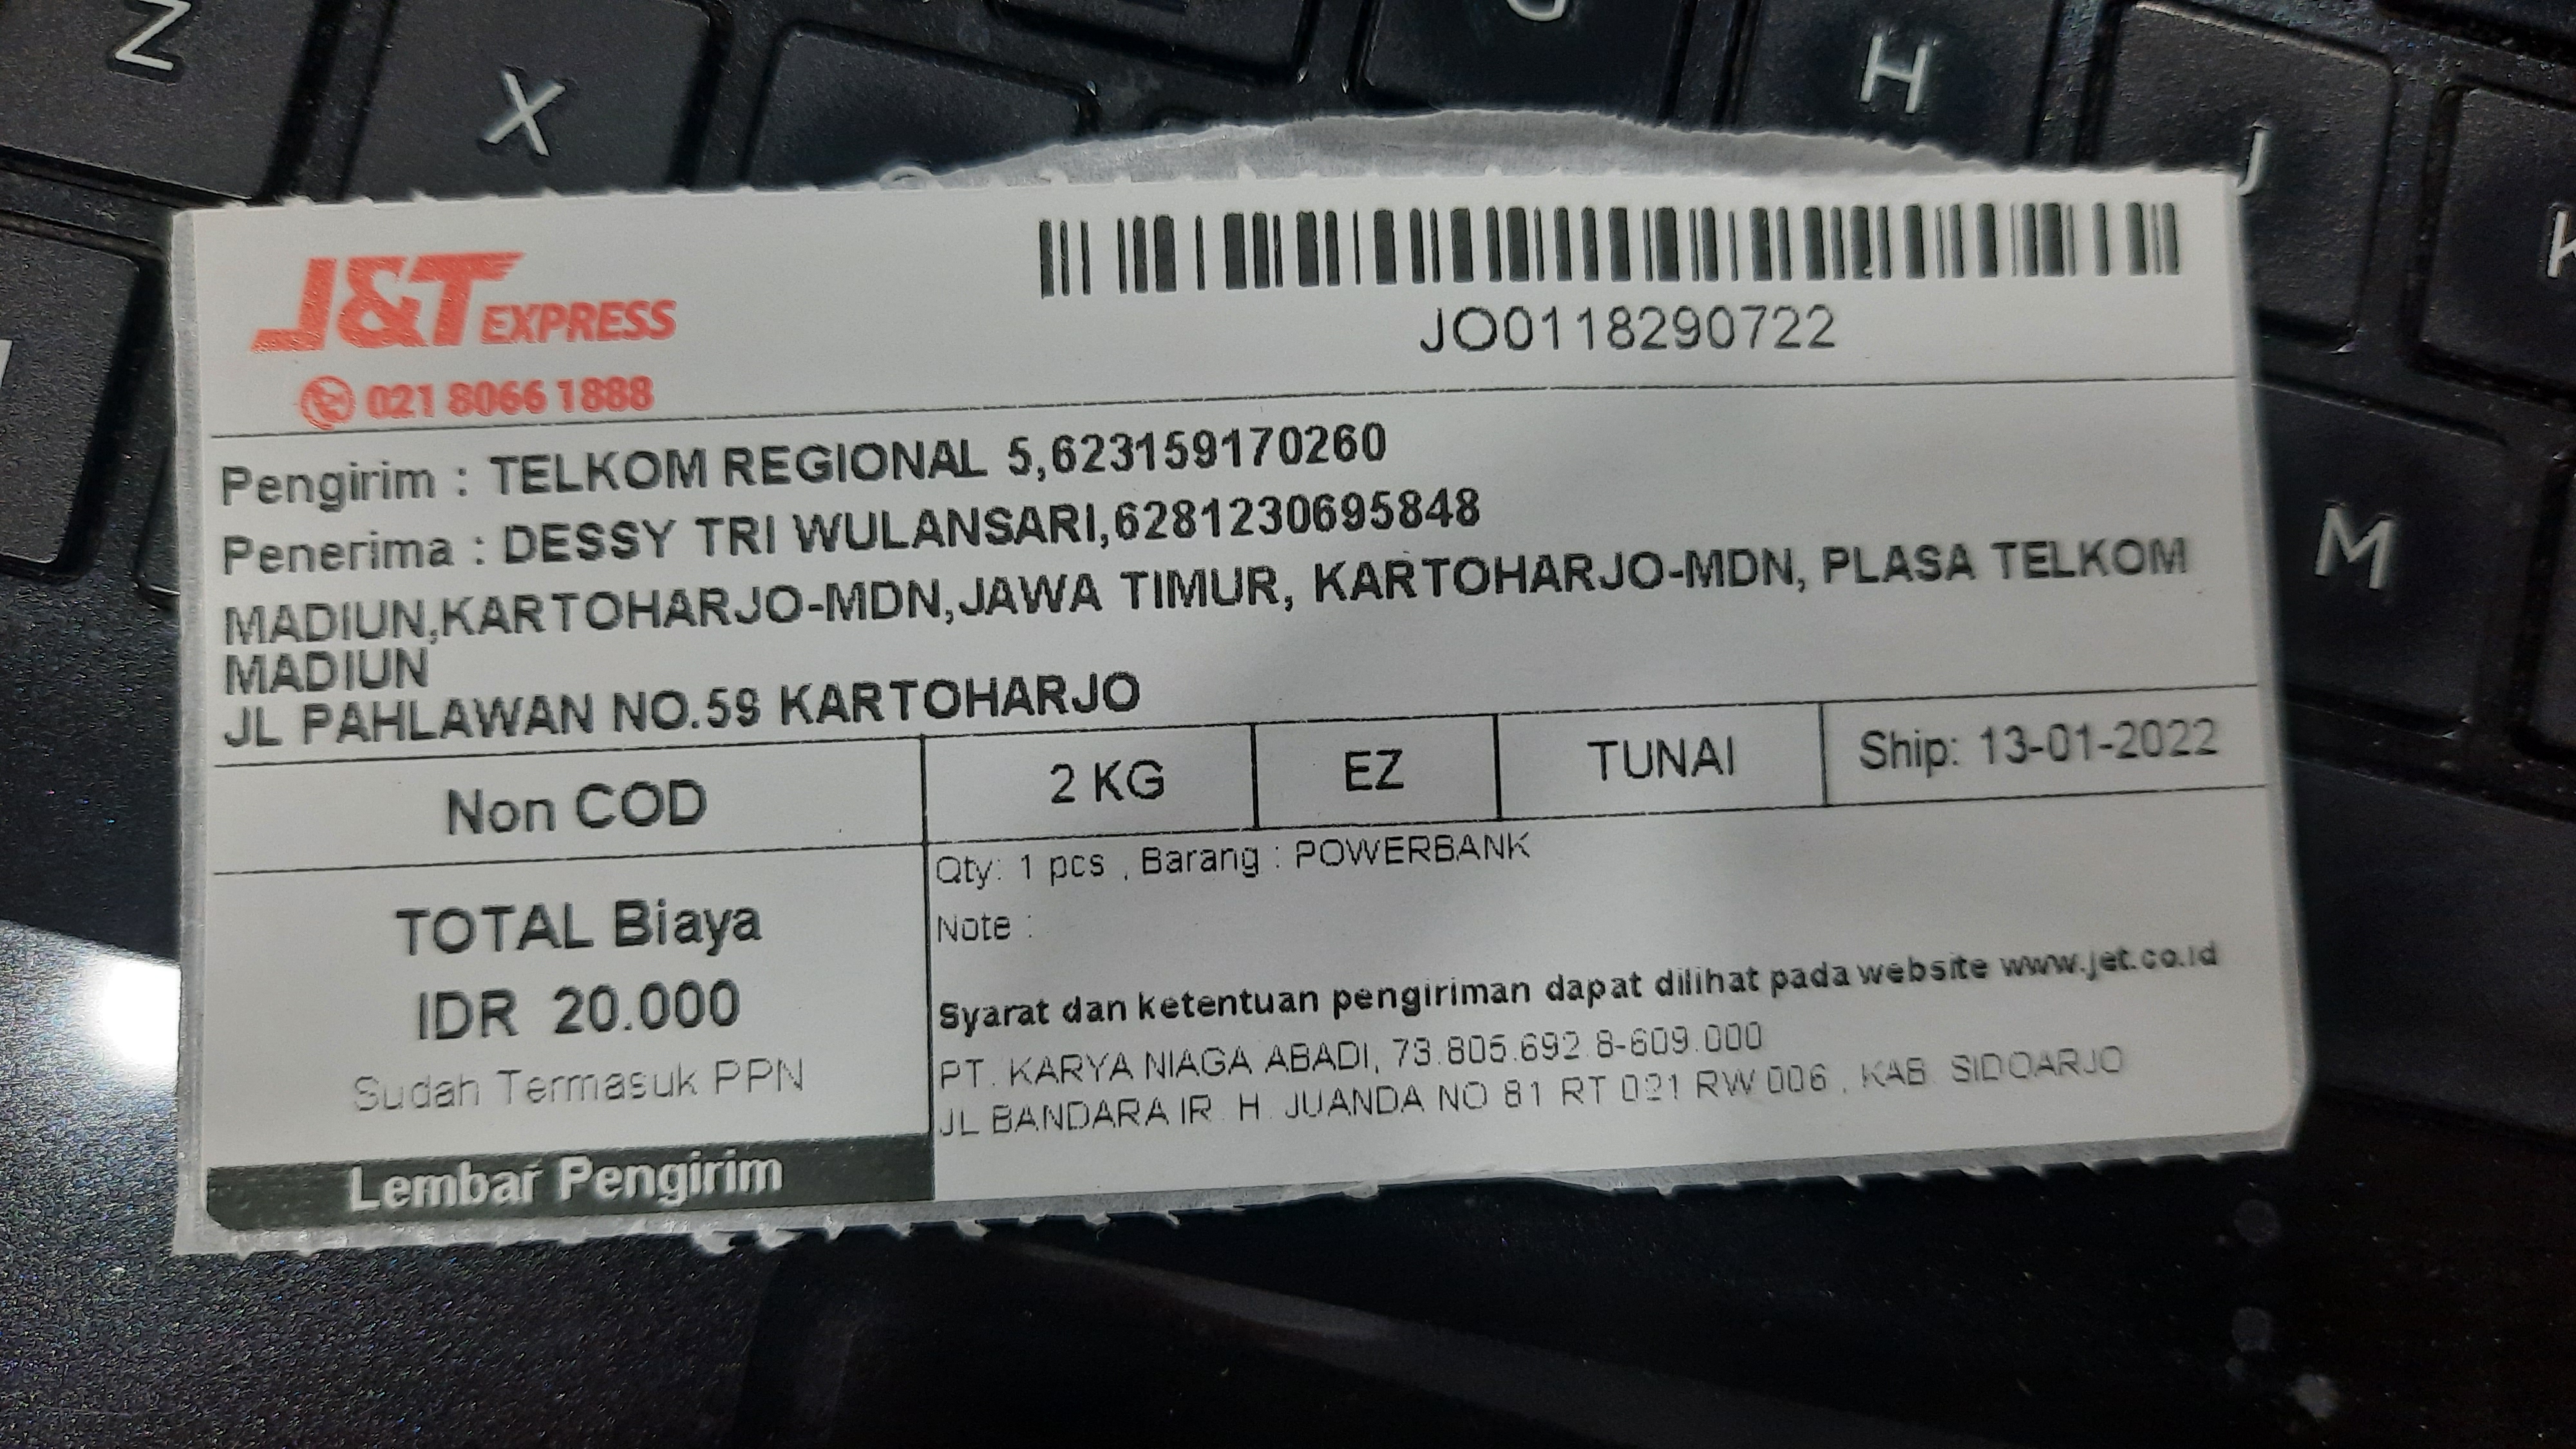 J&T EXPRESS
021 8066 1888
JO0118290722
Pengirim : TELKOM REGIONAL 5,623159170260
Penerima : DESSY TRI WULANSARI,6281230695848
MADIUN,KARTOHARJO-MDN,JAWA TIMUR, KARTOHARJO-MDN, PLASA TELKOM
MADIUN
JL PAHLAWAN NO.59 KARTOHARJO
Non COD
2 KG
EZ
TUNAI
Ship: 13-01-2022
TOTAL Biaya
IDR 20.000
Sudah Termasuk PPN
Lembar Pengirim
Qty: 1 pcs , Barang : POWERBANK
Note :
Syarat dan ketentuan pengiriman dapat dilihat pada website www.jet.co.id
PT. KARYA NIAGA ABADI, 73.805.692.8-609.000
JL BANDARA IR. H. JUANDA NO 81 RT 021 RW 006 , KAB. SIDOARJO
Z
X
H
J
M
K